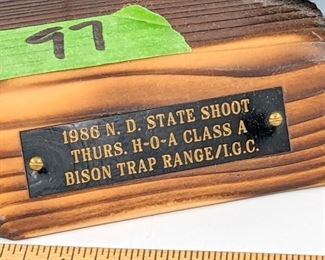 97
1986 N. D. STATE SHOOT
THURS. H-O-A CLASS A
BISON TRAP RANGE/I.G.C.